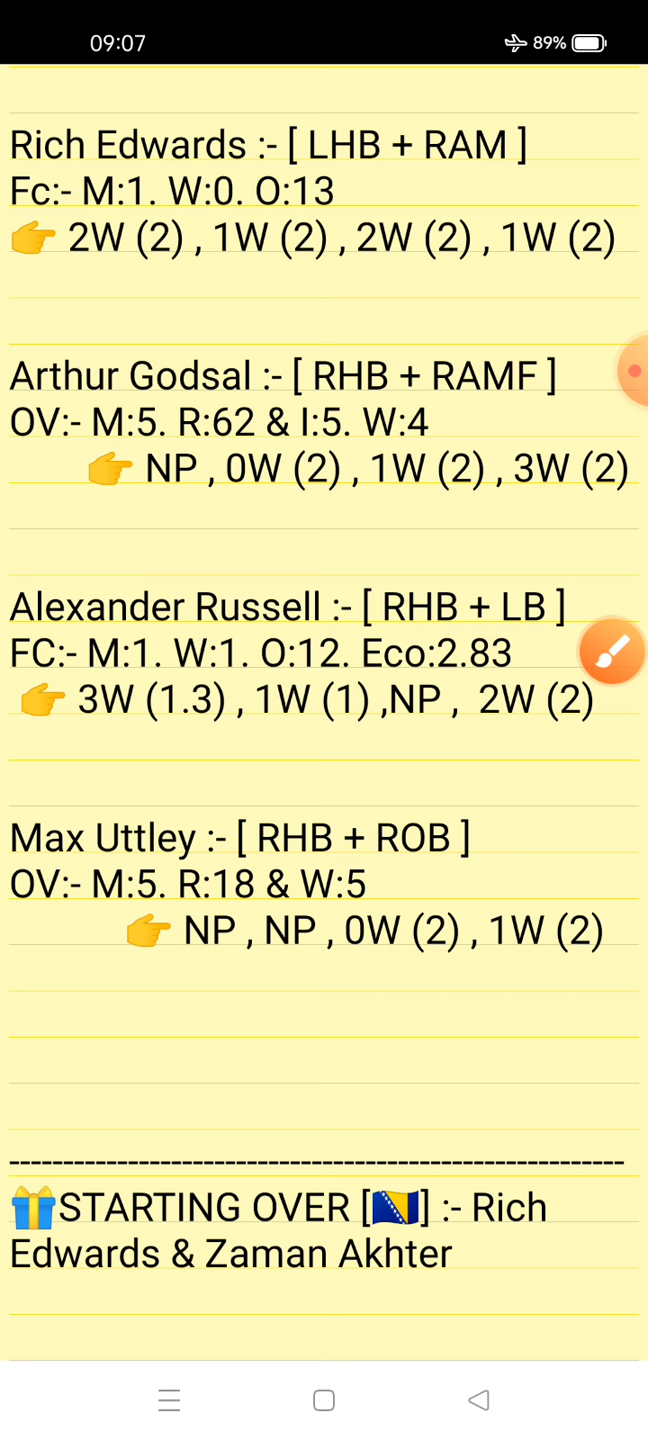 09:07
89%
Rich Edwards :- [ LHB + RAM ]
Fc:- M:1. W:0. O:13
👉 2W (2) , 1W (2) , 2W (2) , 1W (2)
Arthur Godsal :- [ RHB + RAMF ]
OV:- M:5. R:62 & I:5. W:4
👉 NP , 0W (2) , 1W (2) , 3W (2)
Alexander Russell :- [ RHB + LB ]
FC:- M:1. W:1. O:12. Eco:2.83
👉 3W (1.3) , 1W (1) ,NP ,  2W (2)
Max Uttley :- [ RHB + ROB ]
OV:- M:5. R:18 & W:5
👉 NP , NP , 0W (2) , 1W (2)
---------------------------------------------------------
🎁STARTING OVER [🇧🇦] :- Rich
Edwards & Zaman Akhter